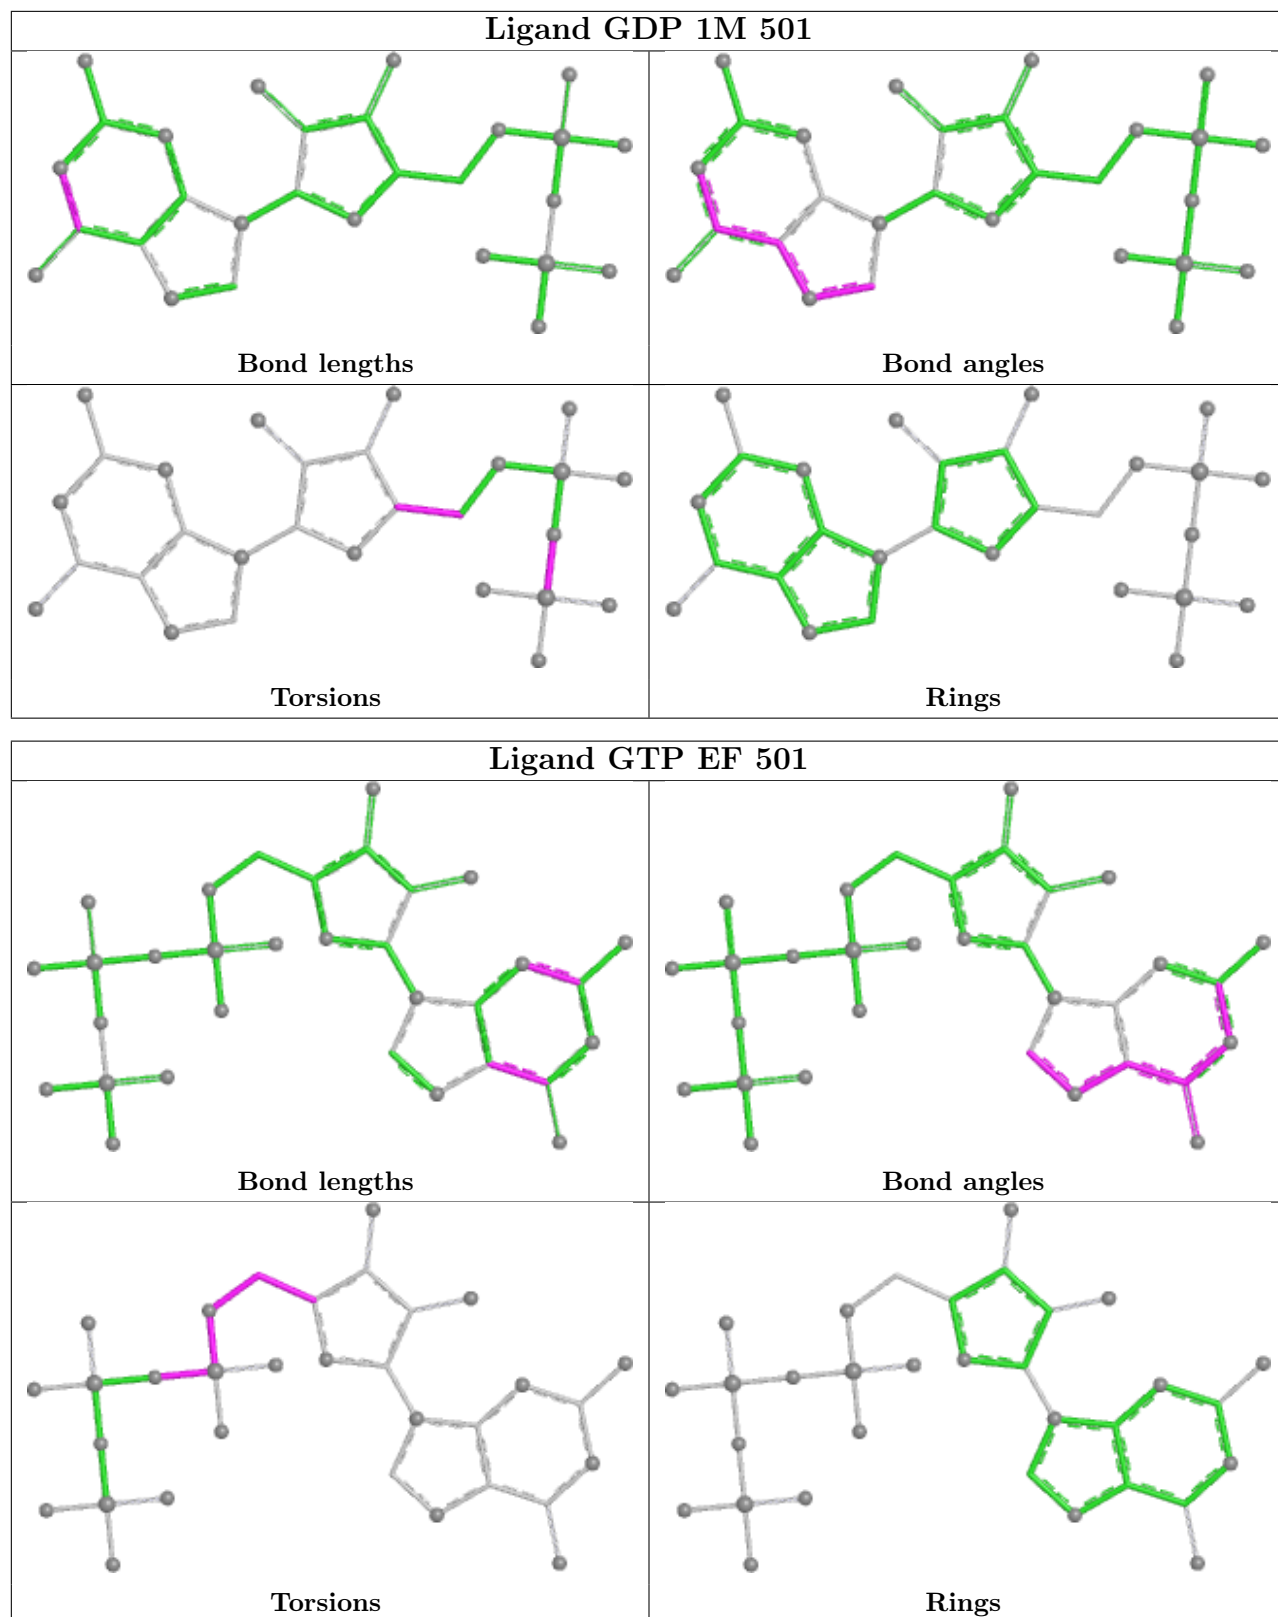 Ligand GDP 1M 501
Bond lengths
Bond angles
Torsions
Rings
Ligand GTP EF 501
Bond lengths
Bond angles
Torsions
Rings